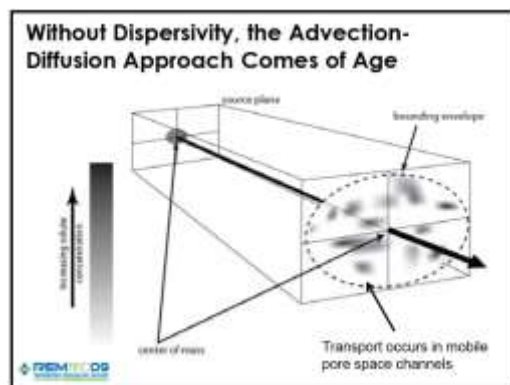 Without Dispersivity, the Advection-
Diffusion Approach Comes of Age
source plane
bounding envelope
Increasing solute
concentration
center of mass
Transport occurs in mobile
pore space channels
REMTEC09